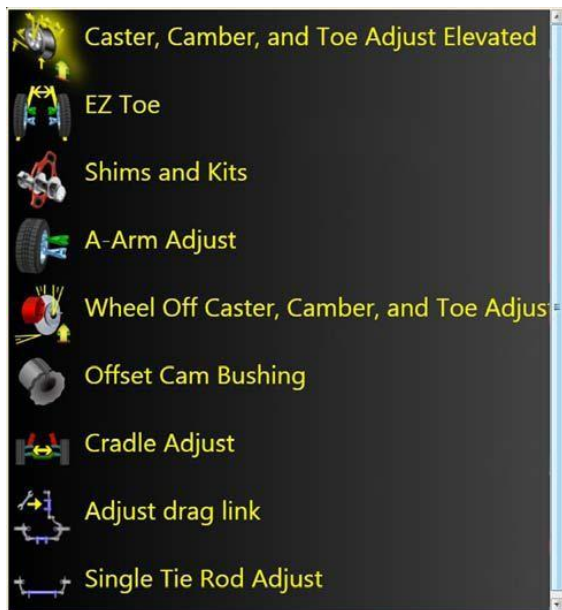 Caster, Camber, and Toe Adjust Elevated
EZ Toe
Shims and Kits
A-Arm Adjust
Wheel Off Caster, Camber, and Toe Adjus
Offset Cam Bushing
Cradle Adjust
Adjust drag link
Single Tie Rod Adjust